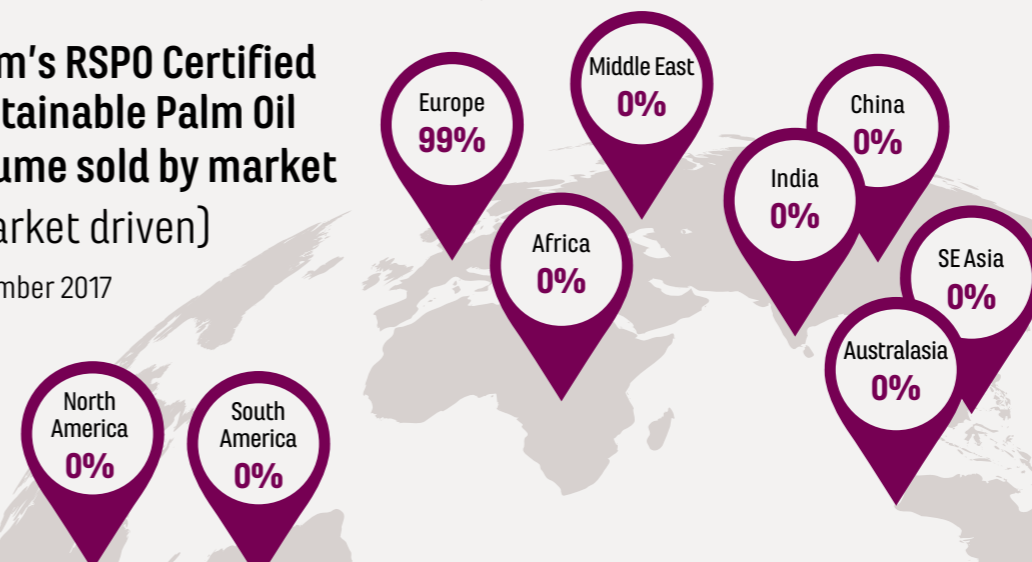 m's RSPO Certified
tainable Palm Oil
ume sold by market
arket driven)
mber 2017
Europe
99%
Middle East
0%
China
0%
India
0%
Africa
0%
SE Asia
0%
Australasia
0%
North
America
0%
South
America
0%